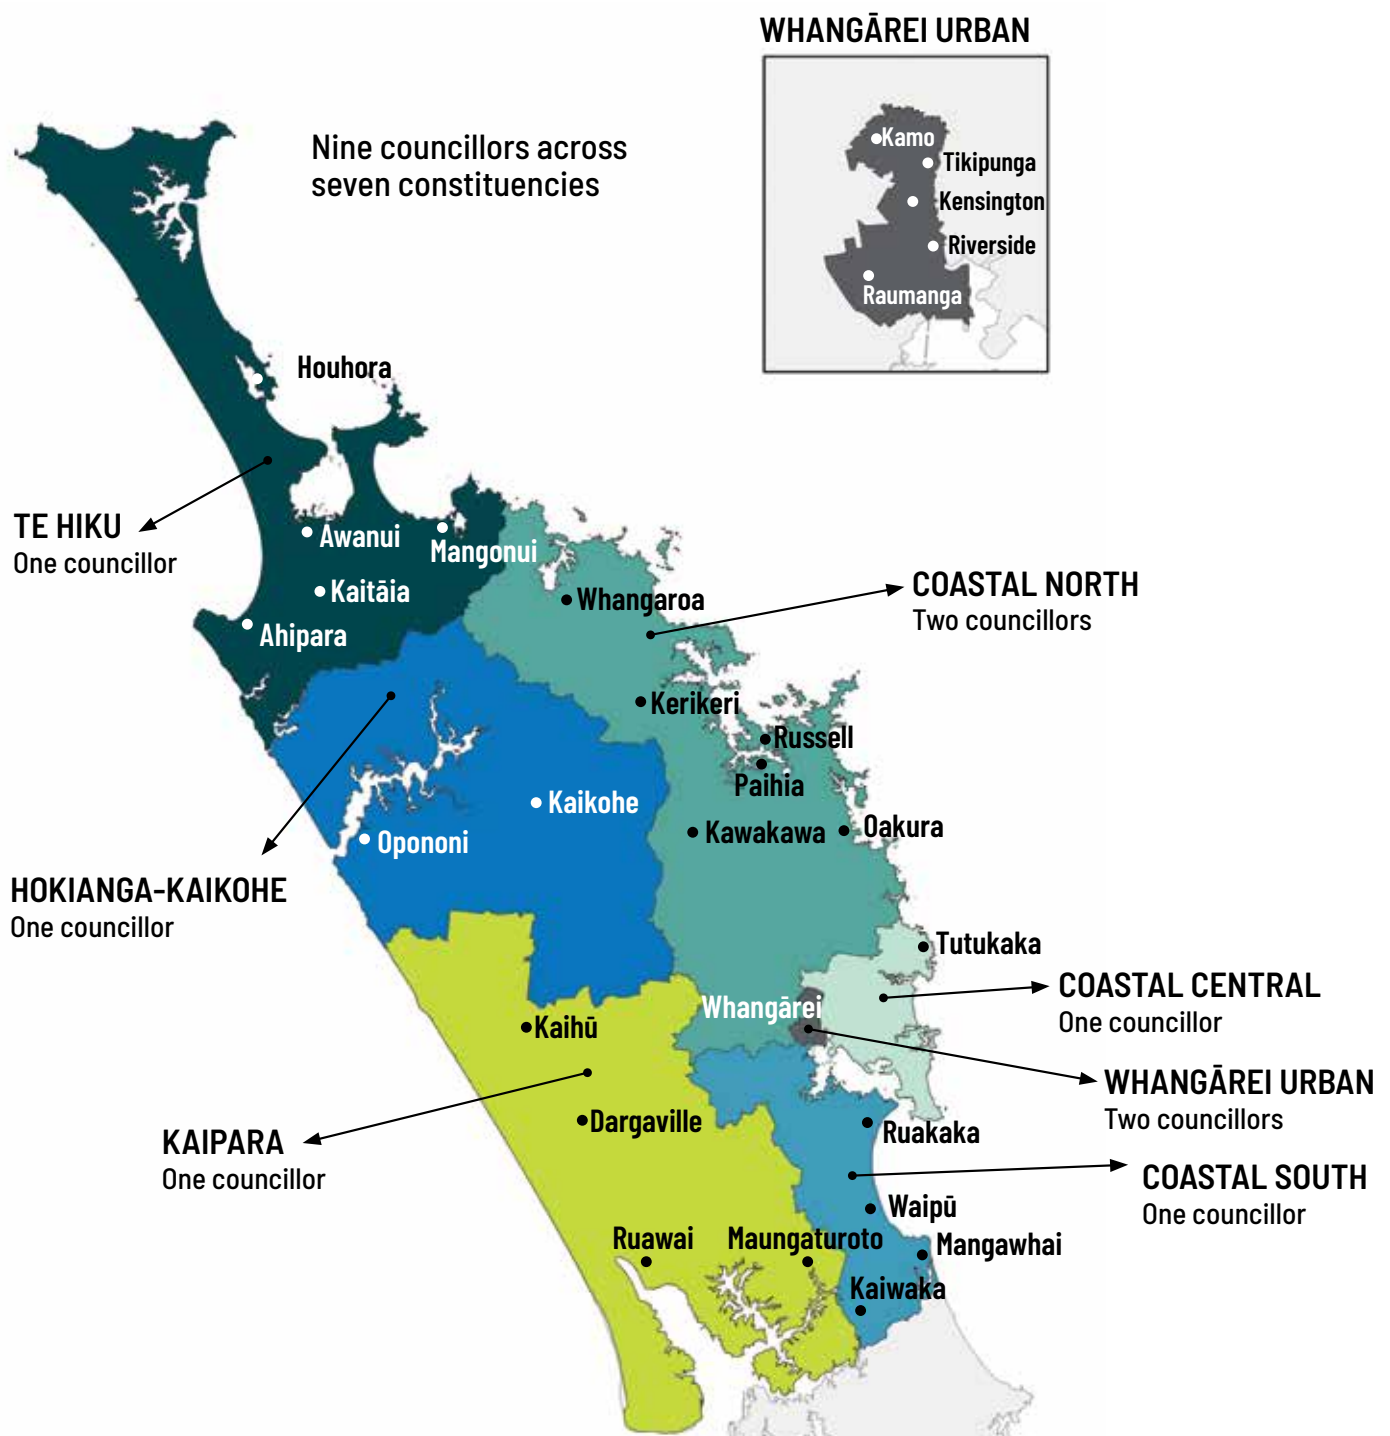 WHANGĀREI URBAN
Kamo
Tikipunga
Kensington
Riverside
Raumanga
Nine councillors across
seven constituencies
Houhora
TE HIKU
One councillor
Awanui
Mangonui
Kaitāia
Ahipara
Whangaroa
COASTAL NORTH
Two councillors
Kerikeri
Russell
Paihia
Kaikohe
Kawakawa
Oakura
Opononi
HOKIANGA-KAIKOHE
One councillor
Tutukaka
COASTAL CENTRAL
One councillor
Whangārei
Kaihū
WHANGĀREI URBAN
Two councillors
Dargaville
Ruakaka
KAIPARA
One councillor
COASTAL SOUTH
One councillor
Waipū
Ruawai
Maungaturoto
Mangawhai
Kaiwaka